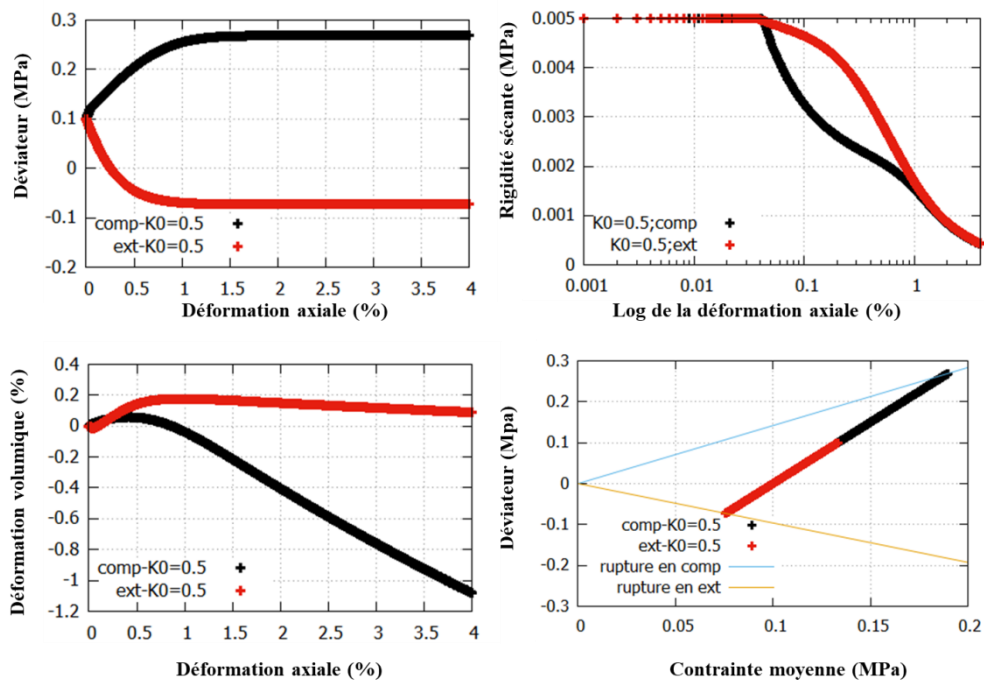 Déviateur (MPa)
0.3
0.2
0.1
0
-0.1
-0.2
comp-K0=0.5
ext-K0=0.5
0 0.5 1 1.5 2 2.5 3 3.5 4
Déformation axiale (%)
Rigidité sécante (MPa)
0.005
0.004
0.003
0.002
0.001
0
K0=0.5;comp
K0=0.5;ext
0.001 0.01 0.1 1
Log de la déformation axiale (%)
Déformation volumique (%)
0.4
0.2
0
-0.2
-0.4
-0.6
-0.8
-1
-1.2
comp-K0=0.5
ext-K0=0.5
0 0.5 1 1.5 2 2.5 3 3.5 4
Déformation axiale (%)
Déviateur (Mpa)
0.3
0.2
0.1
0
-0.1
-0.2
-0.3
comp-K0=0.5
ext-K0=0.5
rupture en comp
rupture en ext
0 0.05 0.1 0.15 0.2
Contrainte moyenne (MPa)